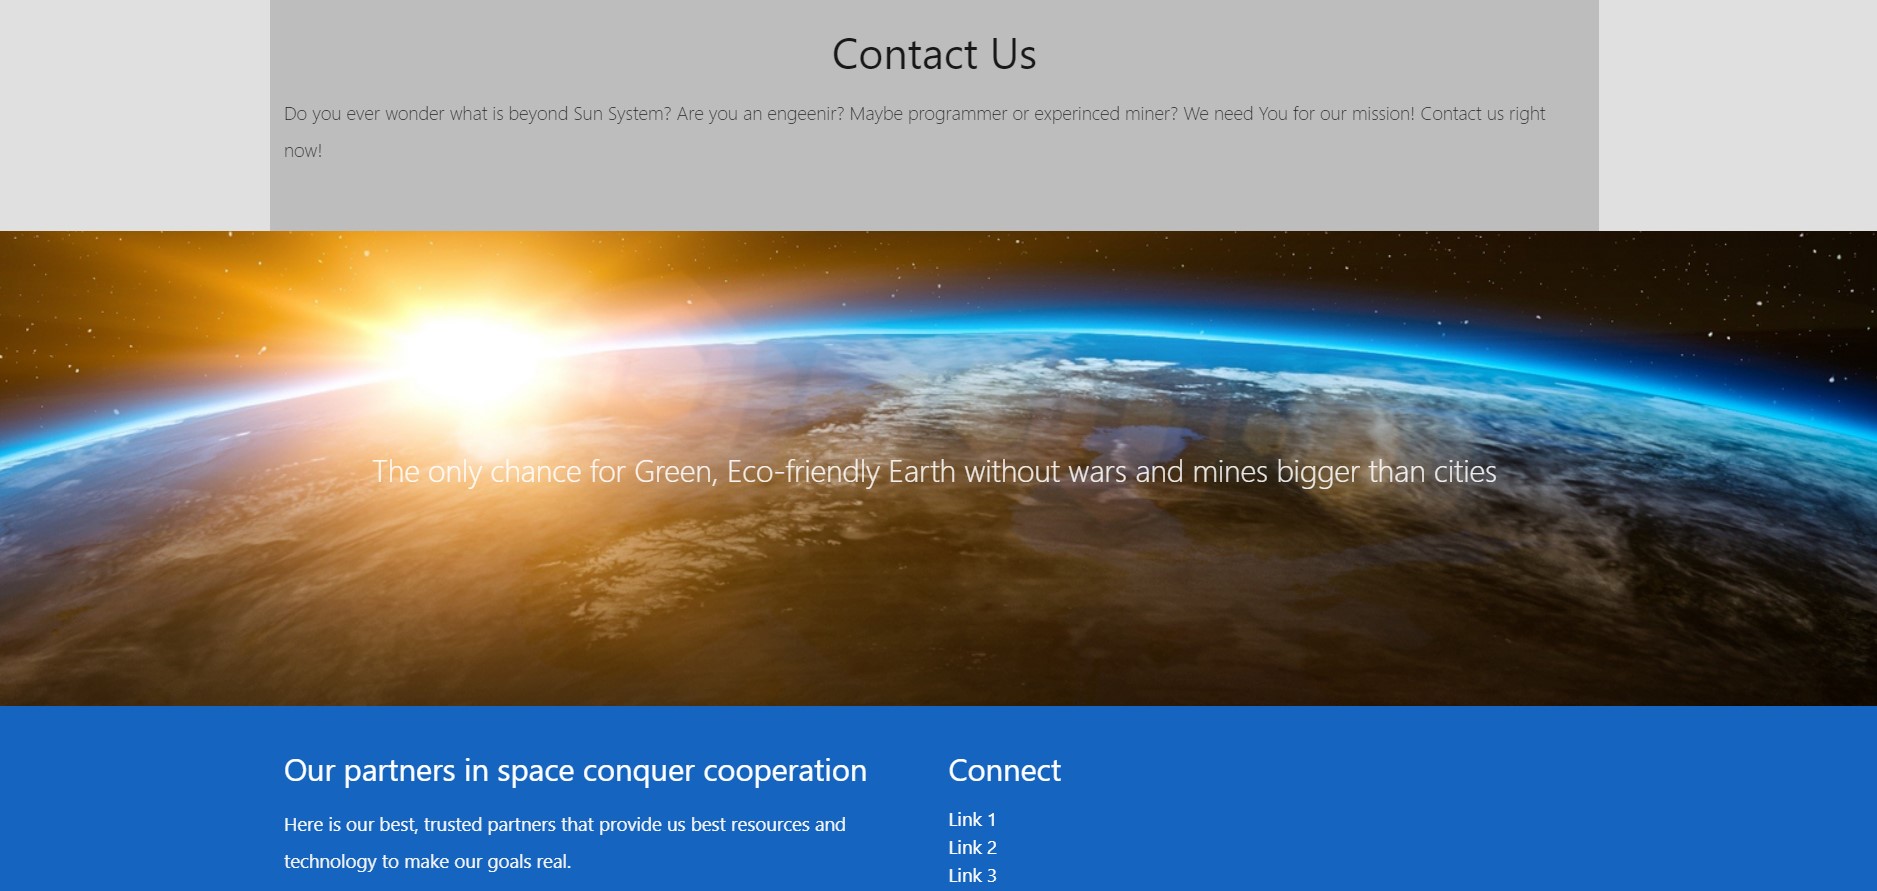 Contact Us
Do you ever wonder what is beyond Sun System? Are you an engeenir? Maybe programmer or experinced miner? We need You for our mission! Contact us right
now!
The only chance for Green, Eco-friendly Earth without wars and mines bigger than cities
Our partners in space conquer cooperation
Here is our best, trusted partners that provide us best resources and
technology to make our goals real.
Connect
Link 1
Link 2
Link 3